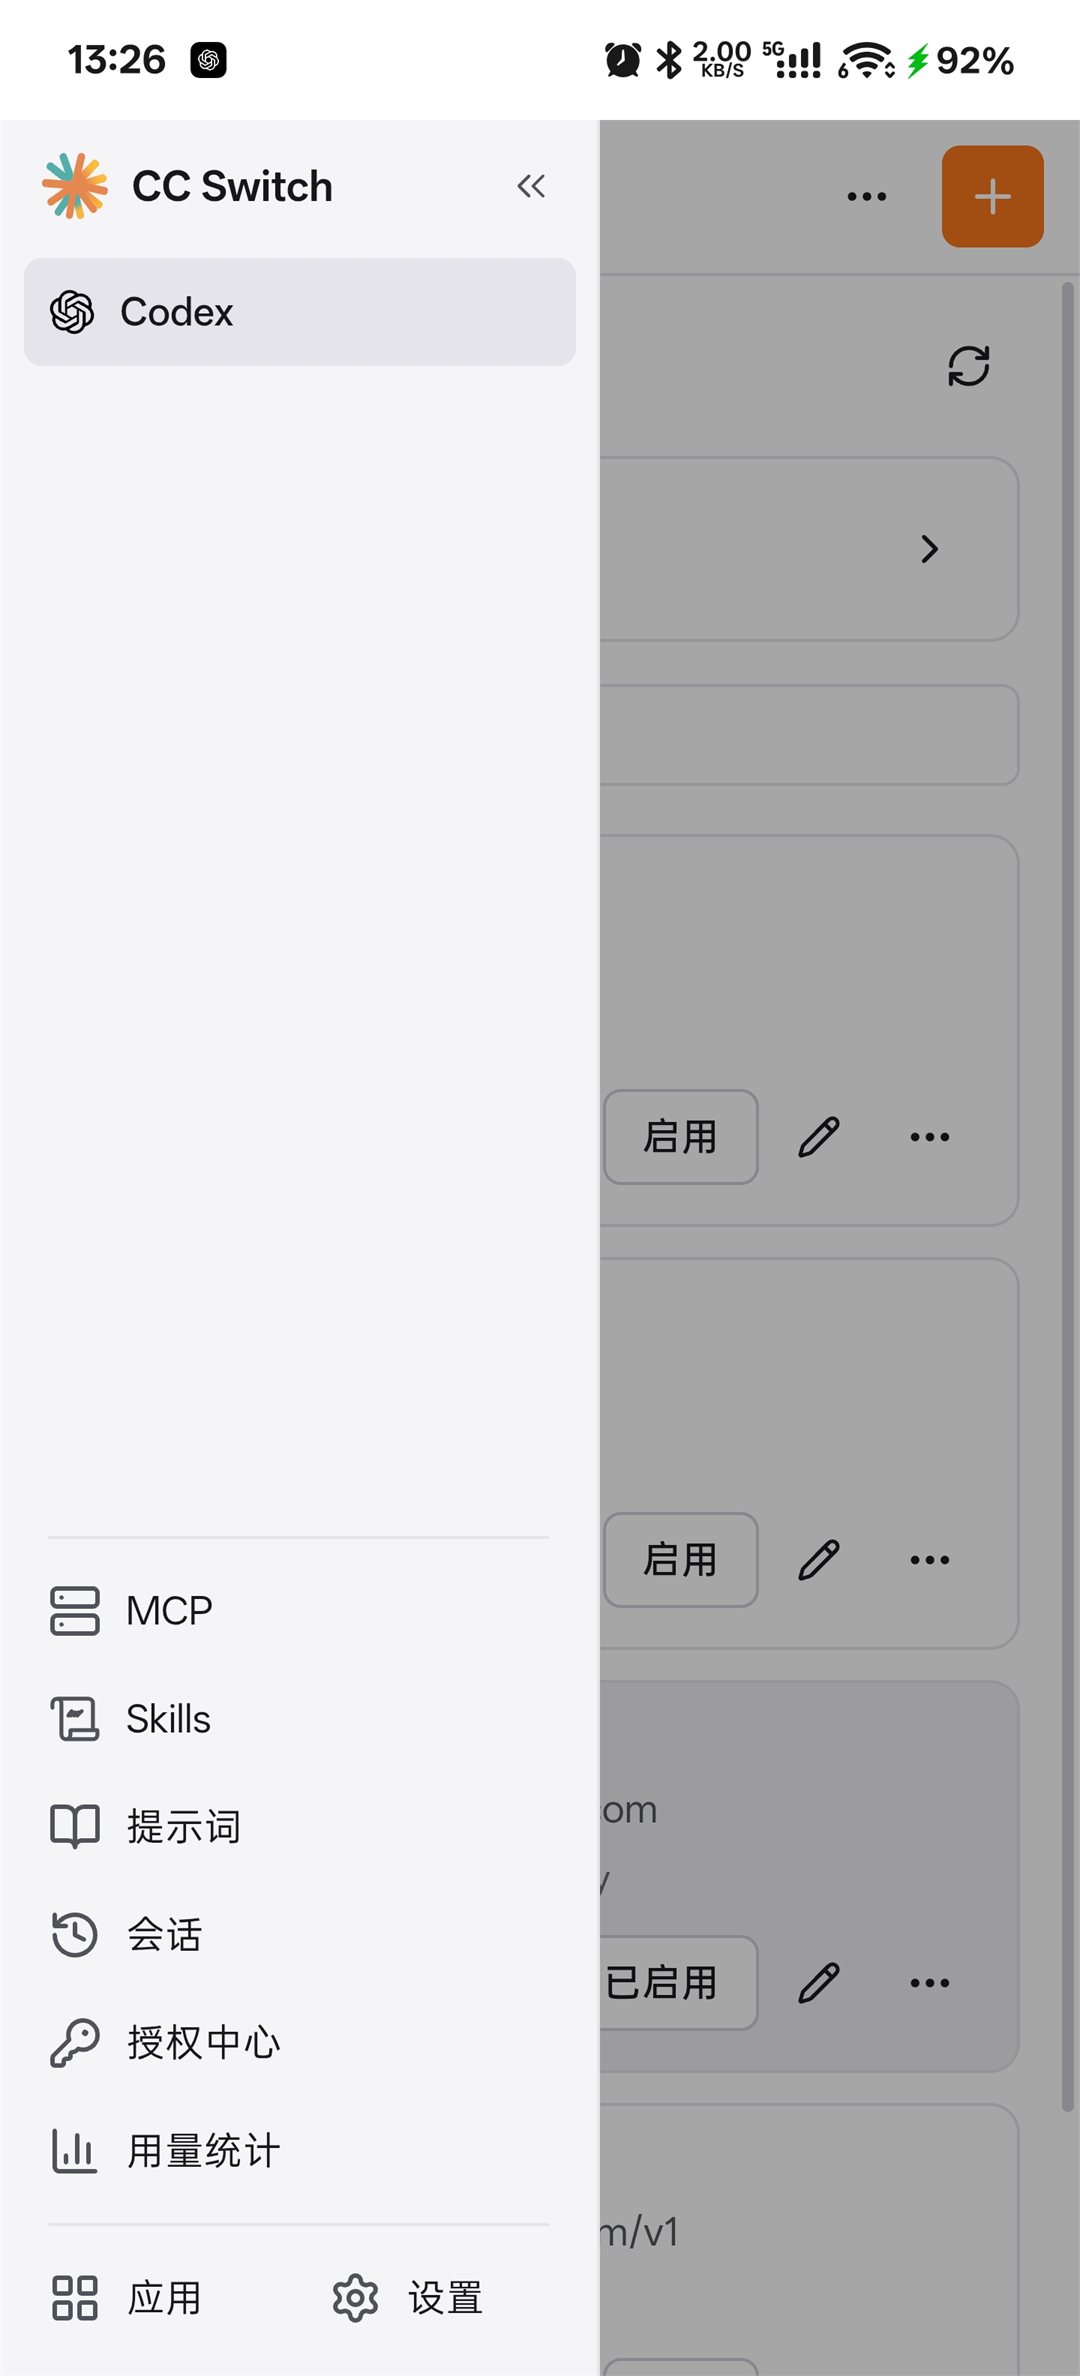 13:26
2.00 KB/S
5G
6
92%
CC Switch
Codex
启用
启用
om
/
已启用
MCP
Skills
提示词
会话
授权中心
用量统计
m/v1
应用
设置